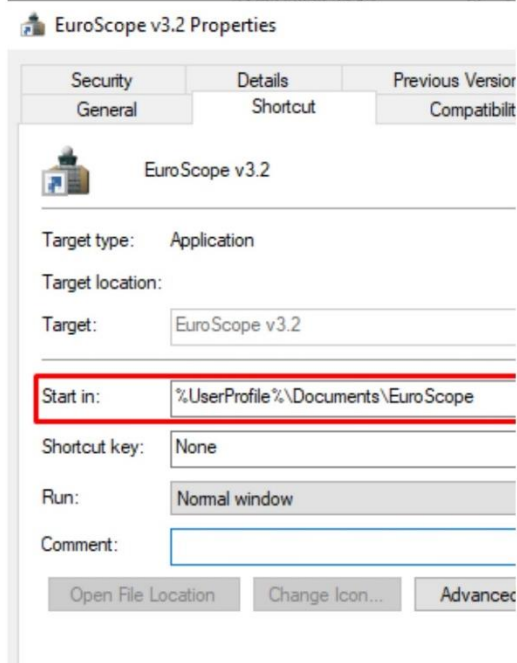 EuroScope v3.2 Properties
Security Details Previous Version
General Shortcut Compatibilit
EuroScope v3.2
Target type: Application
Target location:
Target: EuroScope v3.2
Start in: %UserProfile%\Documents\EuroScope
Shortcut key: None
Run: Normal window
Comment:
Open File Location Change Icon... Advanced